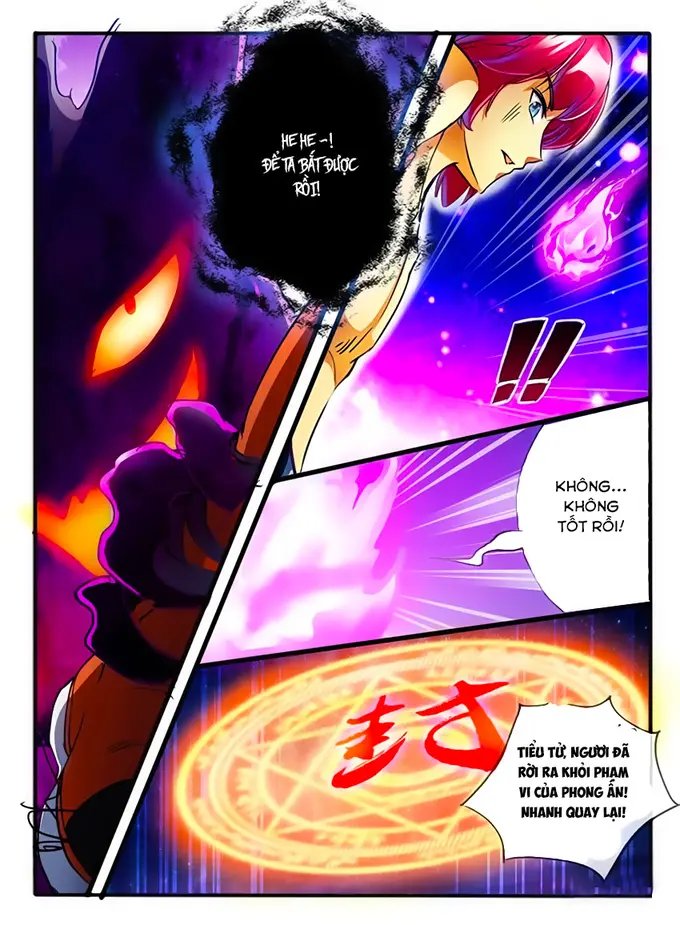 HE HE ~!
ĐỂ TA BẮT ĐƯỢC
RỒI!
!!
KHÔNG...
KHÔNG
TỐT RỒI!
封
TIỂU TỬ, NGƯƠI ĐÃ
RỜI RA KHỎI PHẠM
VI CỦA PHONG ẤN!
NHANH QUAY LẠI!